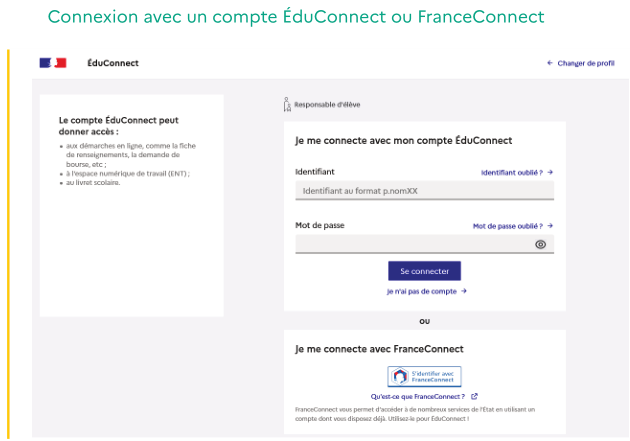 Connexion avec un compte ÉduConnect ou FranceConnect
ÉduConnect
← Changer de profil
Le compte ÉduConnect peut
donner accès :
• aux démarches en ligne, comme la fiche
de renseignements, la demande de
bourse, etc ;
• à l'espace numérique de travail (ENT) ;
• au livret scolaire.
Responsable d'élève
Je me connecte avec mon compte ÉduConnect
Identifiant
Identifiant oublié ? →
Identifiant au format p.nomXX
Mot de passe
Mot de passe oublié ? →
Se connecter
Je n'ai pas de compte →
ou
Je me connecte avec FranceConnect
S'identifier avec
FranceConnect
Qu'est-ce que FranceConnect ?
FranceConnect vous permet d'accéder à de nombreux services de l'Etat en utilisant un
compte dont vous disposez déjà. Utilisez-le pour ÉduConnect !